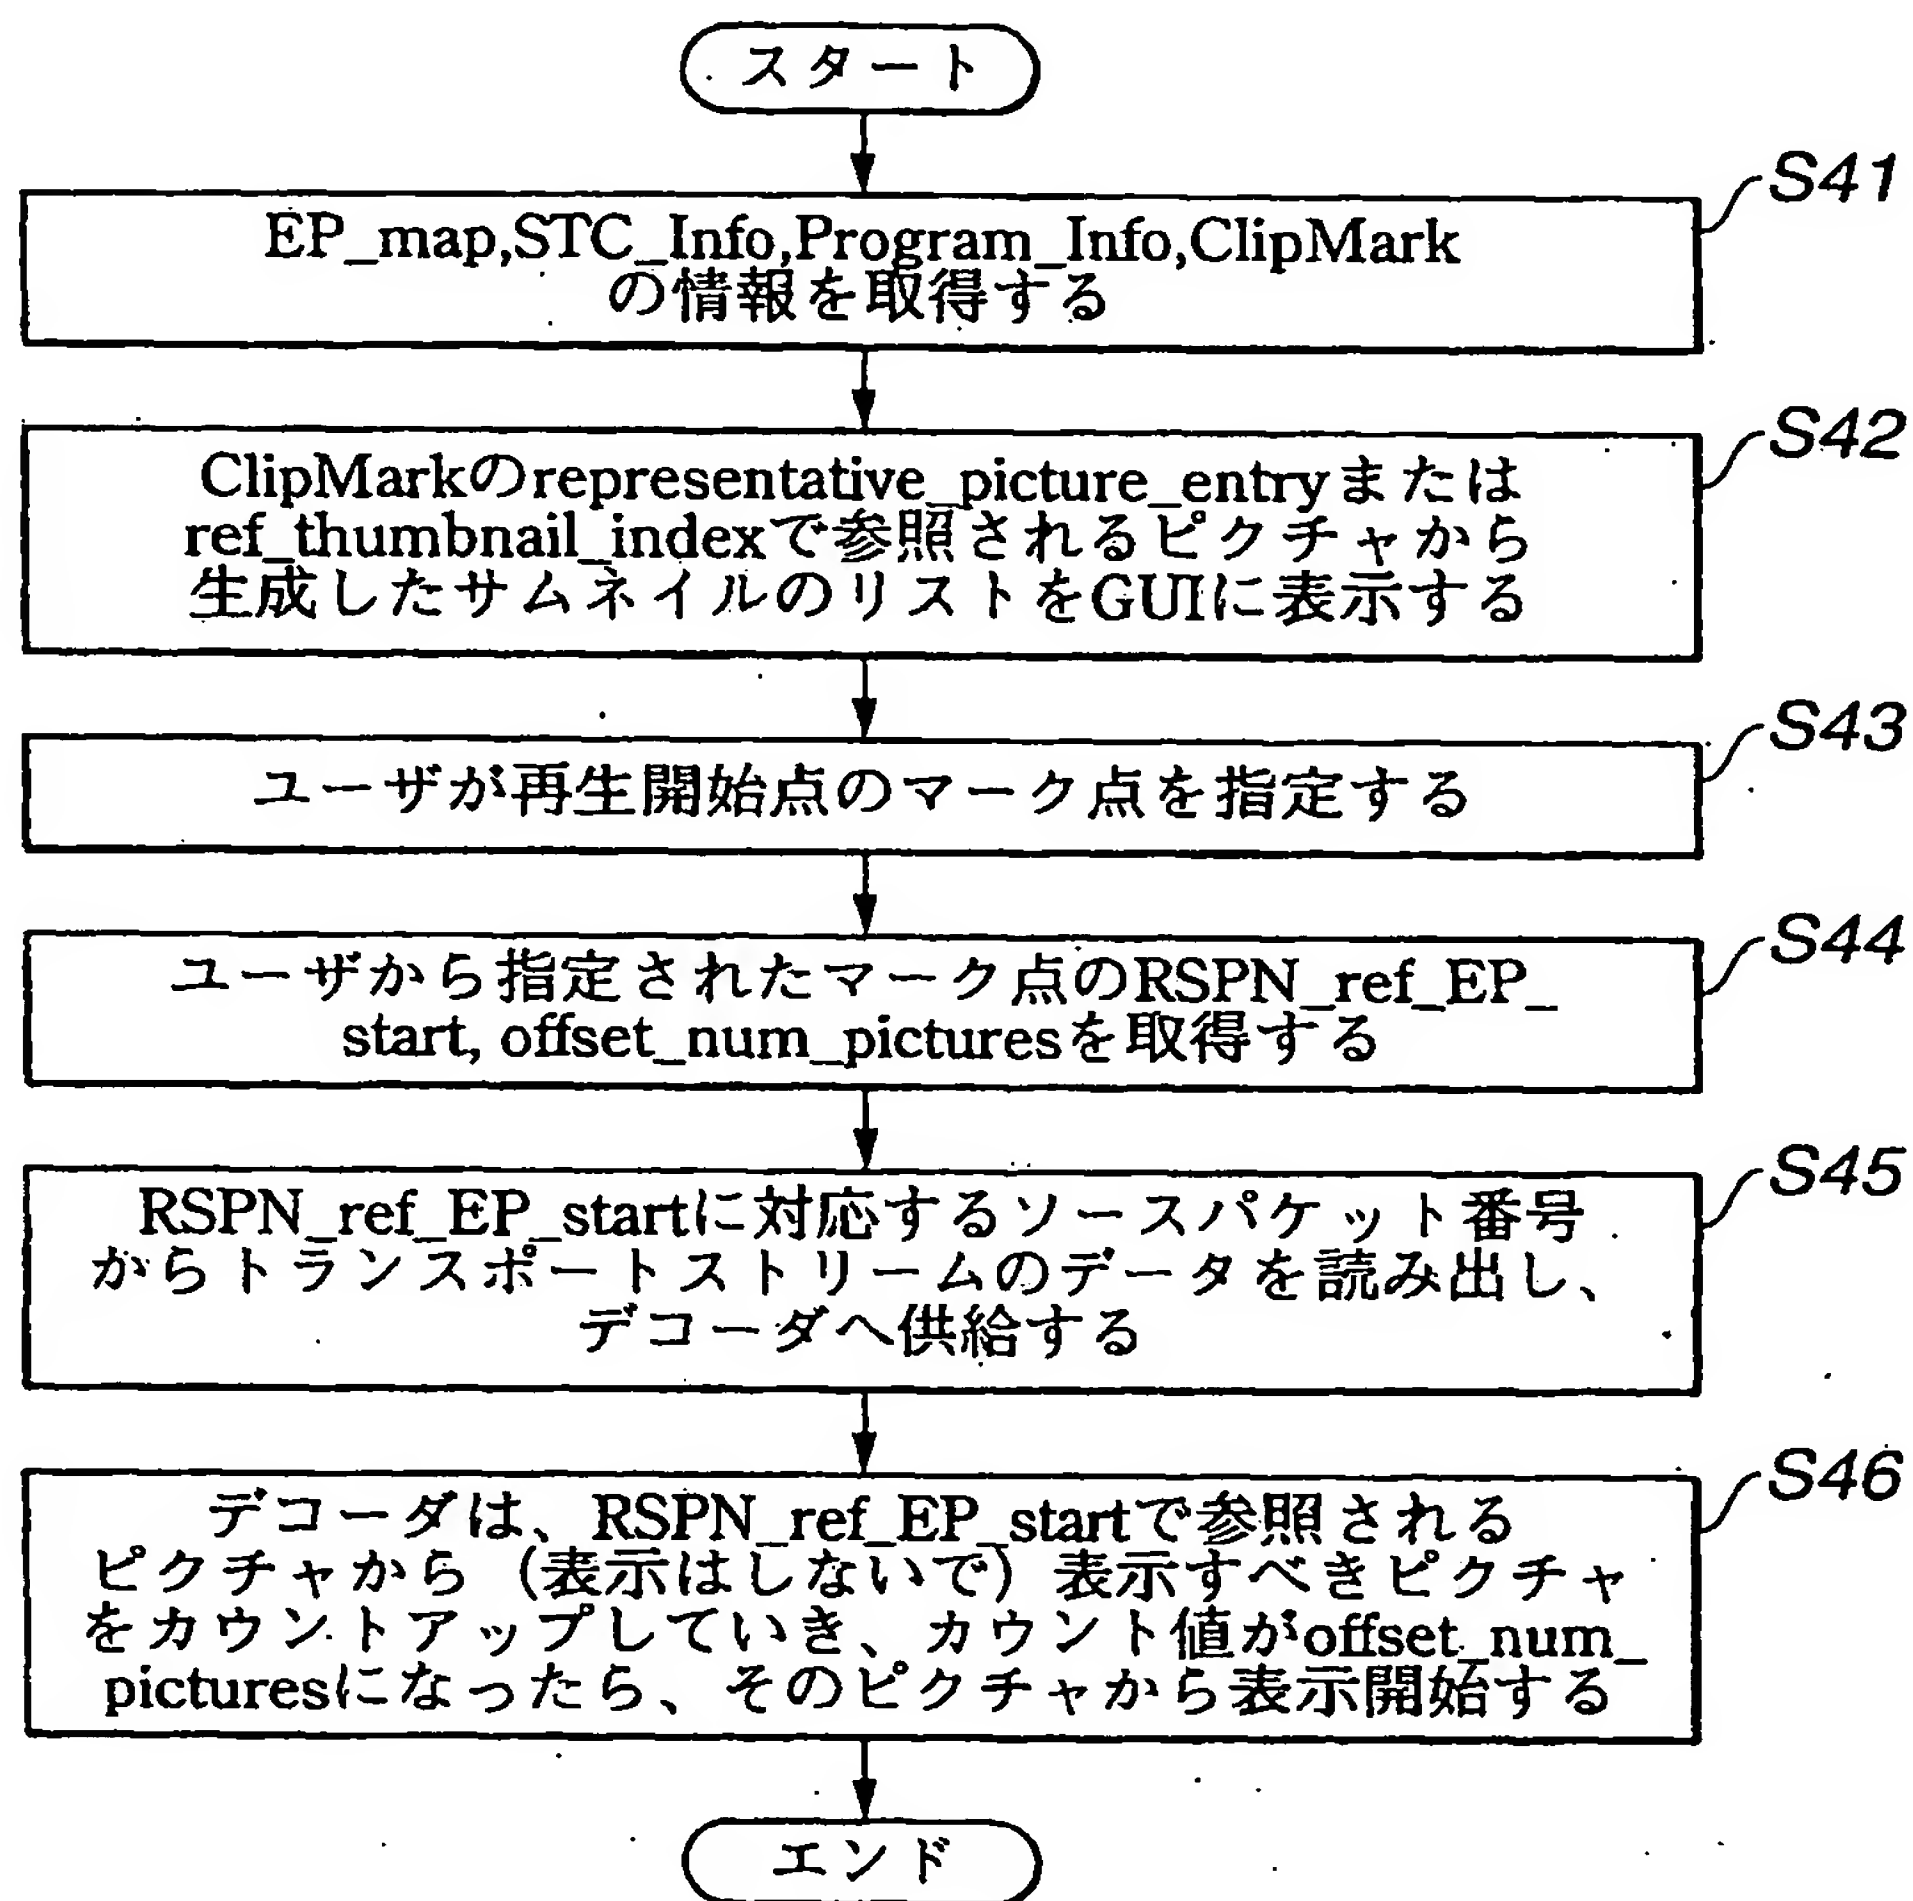 スタート
S41
EP_map,STC_Info,Program_Info,ClipMark
の情報を取得する
S42
ClipMarkのrepresentative_picture_entryまたは
ref_thumbnail_indexで参照されるピクチャから
生成したサムネイルのリストをGUIに表示する
S43
ユーザが再生開始点のマーク点を指定する
S44
ユーザから指定されたマーク点のRSPN_ref_EP_
start, offset_num_picturesを取得する
S45
RSPN_ref_EP_startに対応するソースパケット番号
からトランスポートストリームのデータを読み出し、
デコーダへ供給する
S46
デコーダは、RSPN_ref_EP_startで参照される
ピクチャから（表示はしないで）表示すべきピクチャ
をカウントアップしていき、カウント値がoffset_num_
picturesになったら、そのピクチャから表示開始する
エンド